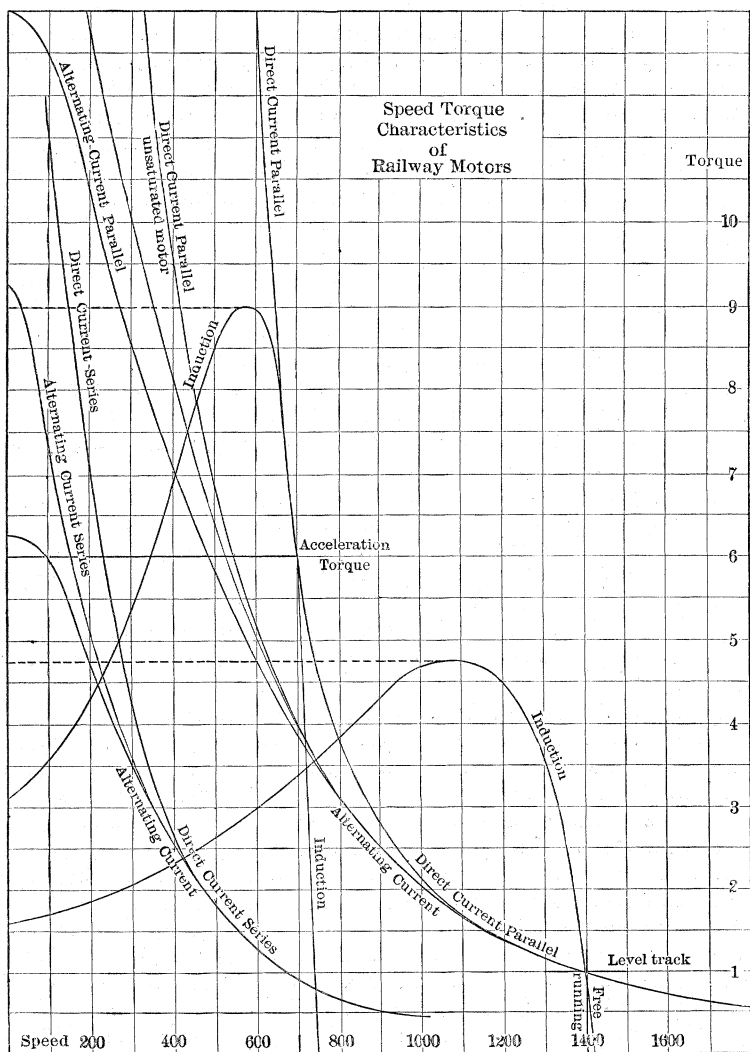 Speed Torque
Characteristics
of
Railway Motors
Torque
Alternating Current Parallel
Direct Current Parallel
unsaturated motor
Direct Current Parallel
Direct Current Series
Induction
Alternating Current Series
10
9
8
7
6
5
4
3
2
1
Acceleration
Torque
Induction
Alternating Current
Direct Current Series
Induction
Alternating Current
Direct Current Parallel
Level track
Free
running
Speed 200 400 600 800 1000 1200 1400 1600